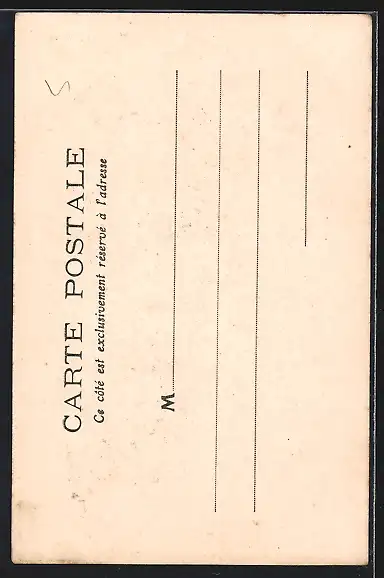 CARTE POSTALE
Ce côté est exclusivement réservé à l'adresse
M